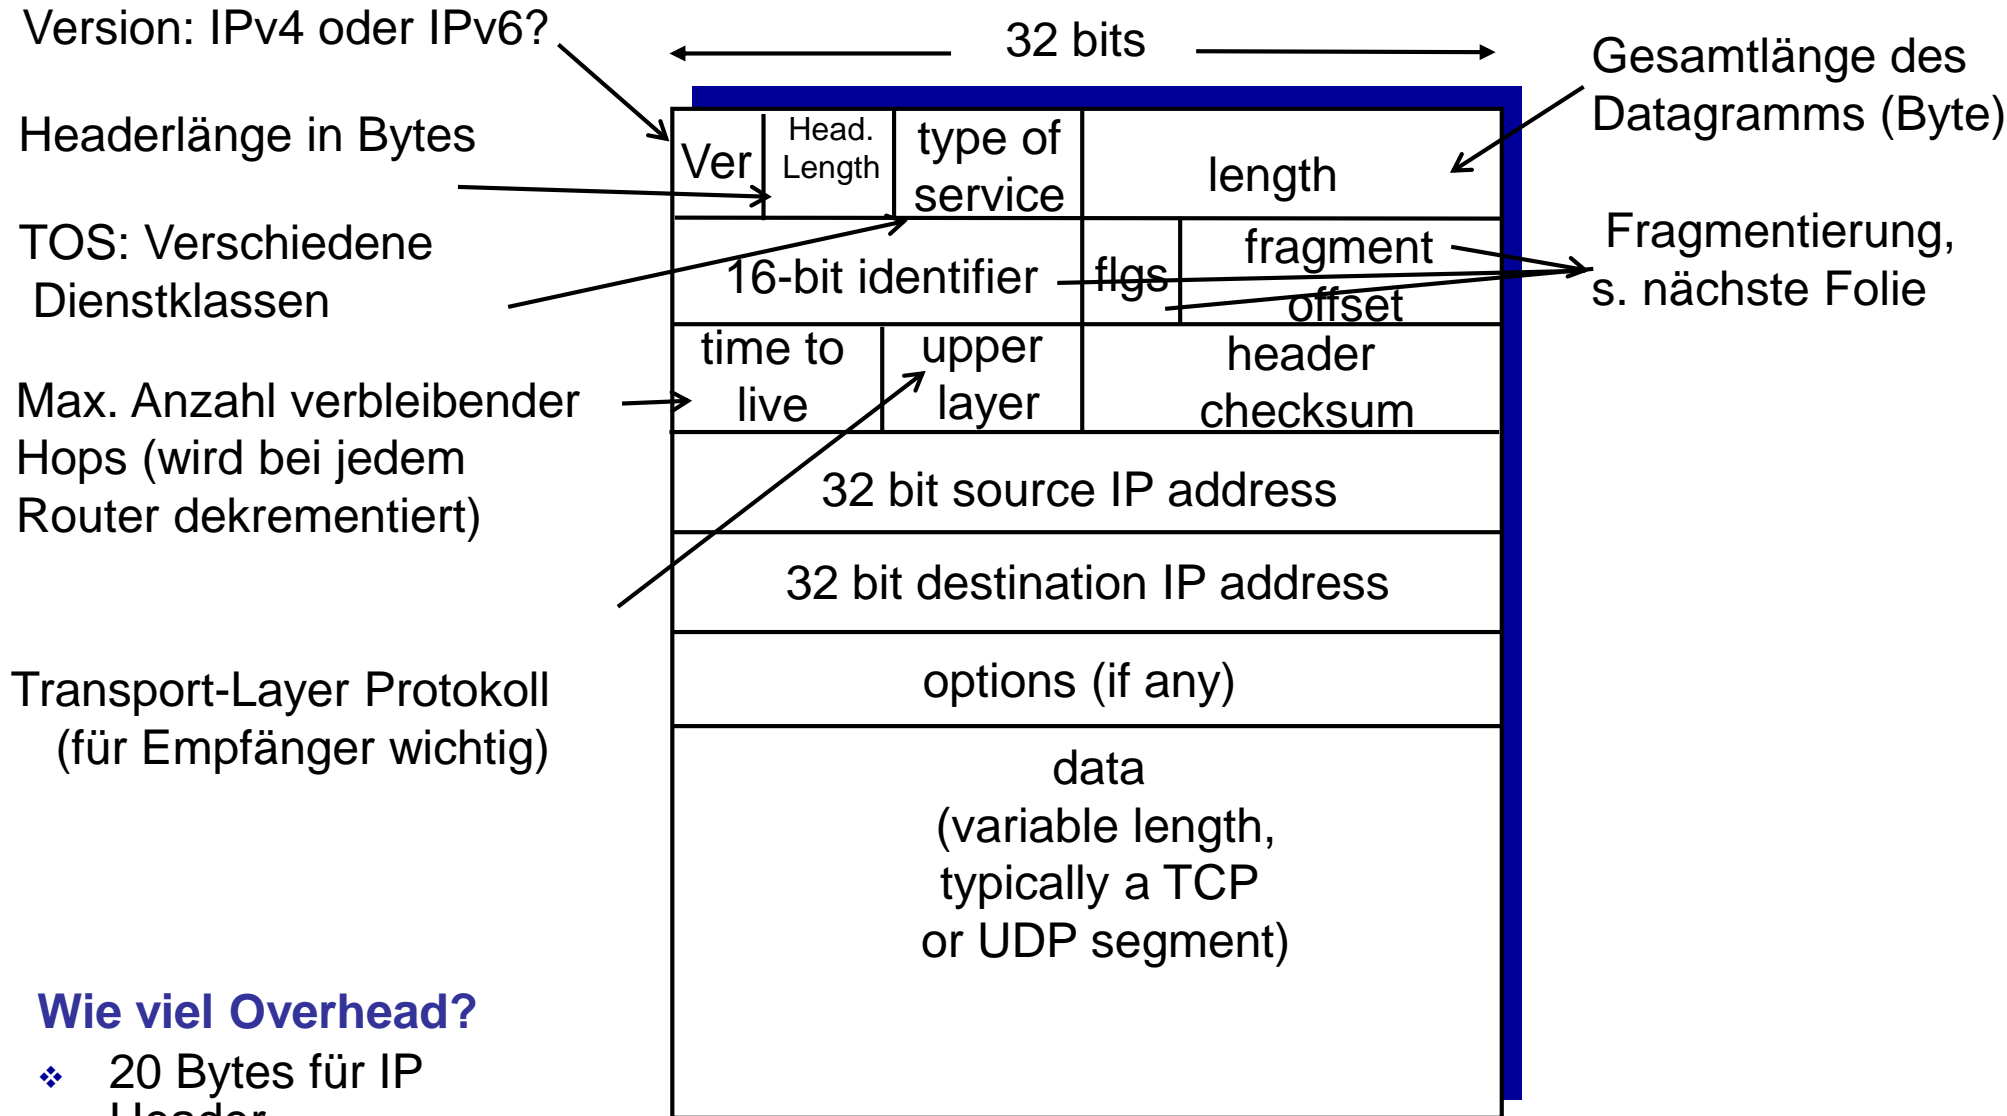 Version: IPv4 oder IPv6?
Headerlänge in Bytes
TOS: Verschiedene
Dienstklassen
Max. Anzahl verbleibender
Hops (wird bei jedem
Router dekrementiert)
Transport-Layer Protokoll
(für Empfänger wichtig)
Wie viel Overhead?
❖ 20 Bytes für IP
Header
32 bits
Ver
Head.
Length
type of
service
length
16-bit identifier
flgs
fragment
offset
time to
live
upper
layer
header
checksum
32 bit source IP address
32 bit destination IP address
options (if any)
data
(variable length,
typically a TCP
or UDP segment)
Gesamtlänge des
Datagramms (Byte)
Fragmentierung,
s. nächste Folie